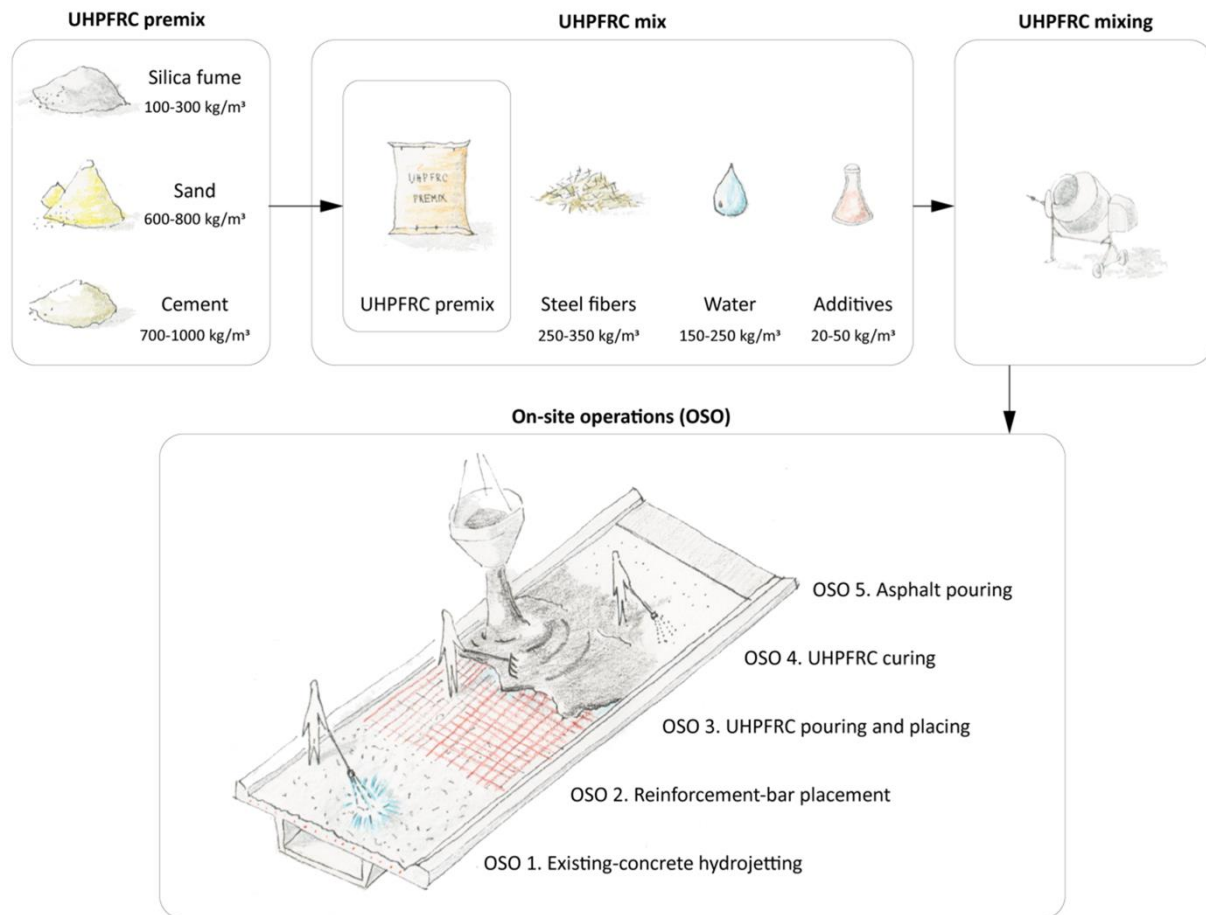 UHPFRC premix
UHPFRC mix
UHPFRC mixing
Silica fume
100-300 kg/m³
Sand
600-800 kg/m³
Cement
700-1000 kg/m³
UHPFRC
PREMIX
UHPFRC premix
Steel fibers
250-350 kg/m³
Water
150-250 kg/m³
Additives
20-50 kg/m³
On-site operations (OSO)
OSO 5. Asphalt pouring
OSO 4. UHPFRC curing
OSO 3. UHPFRC pouring and placing
OSO 2. Reinforcement-bar placement
OSO 1. Existing-concrete hydrojetting